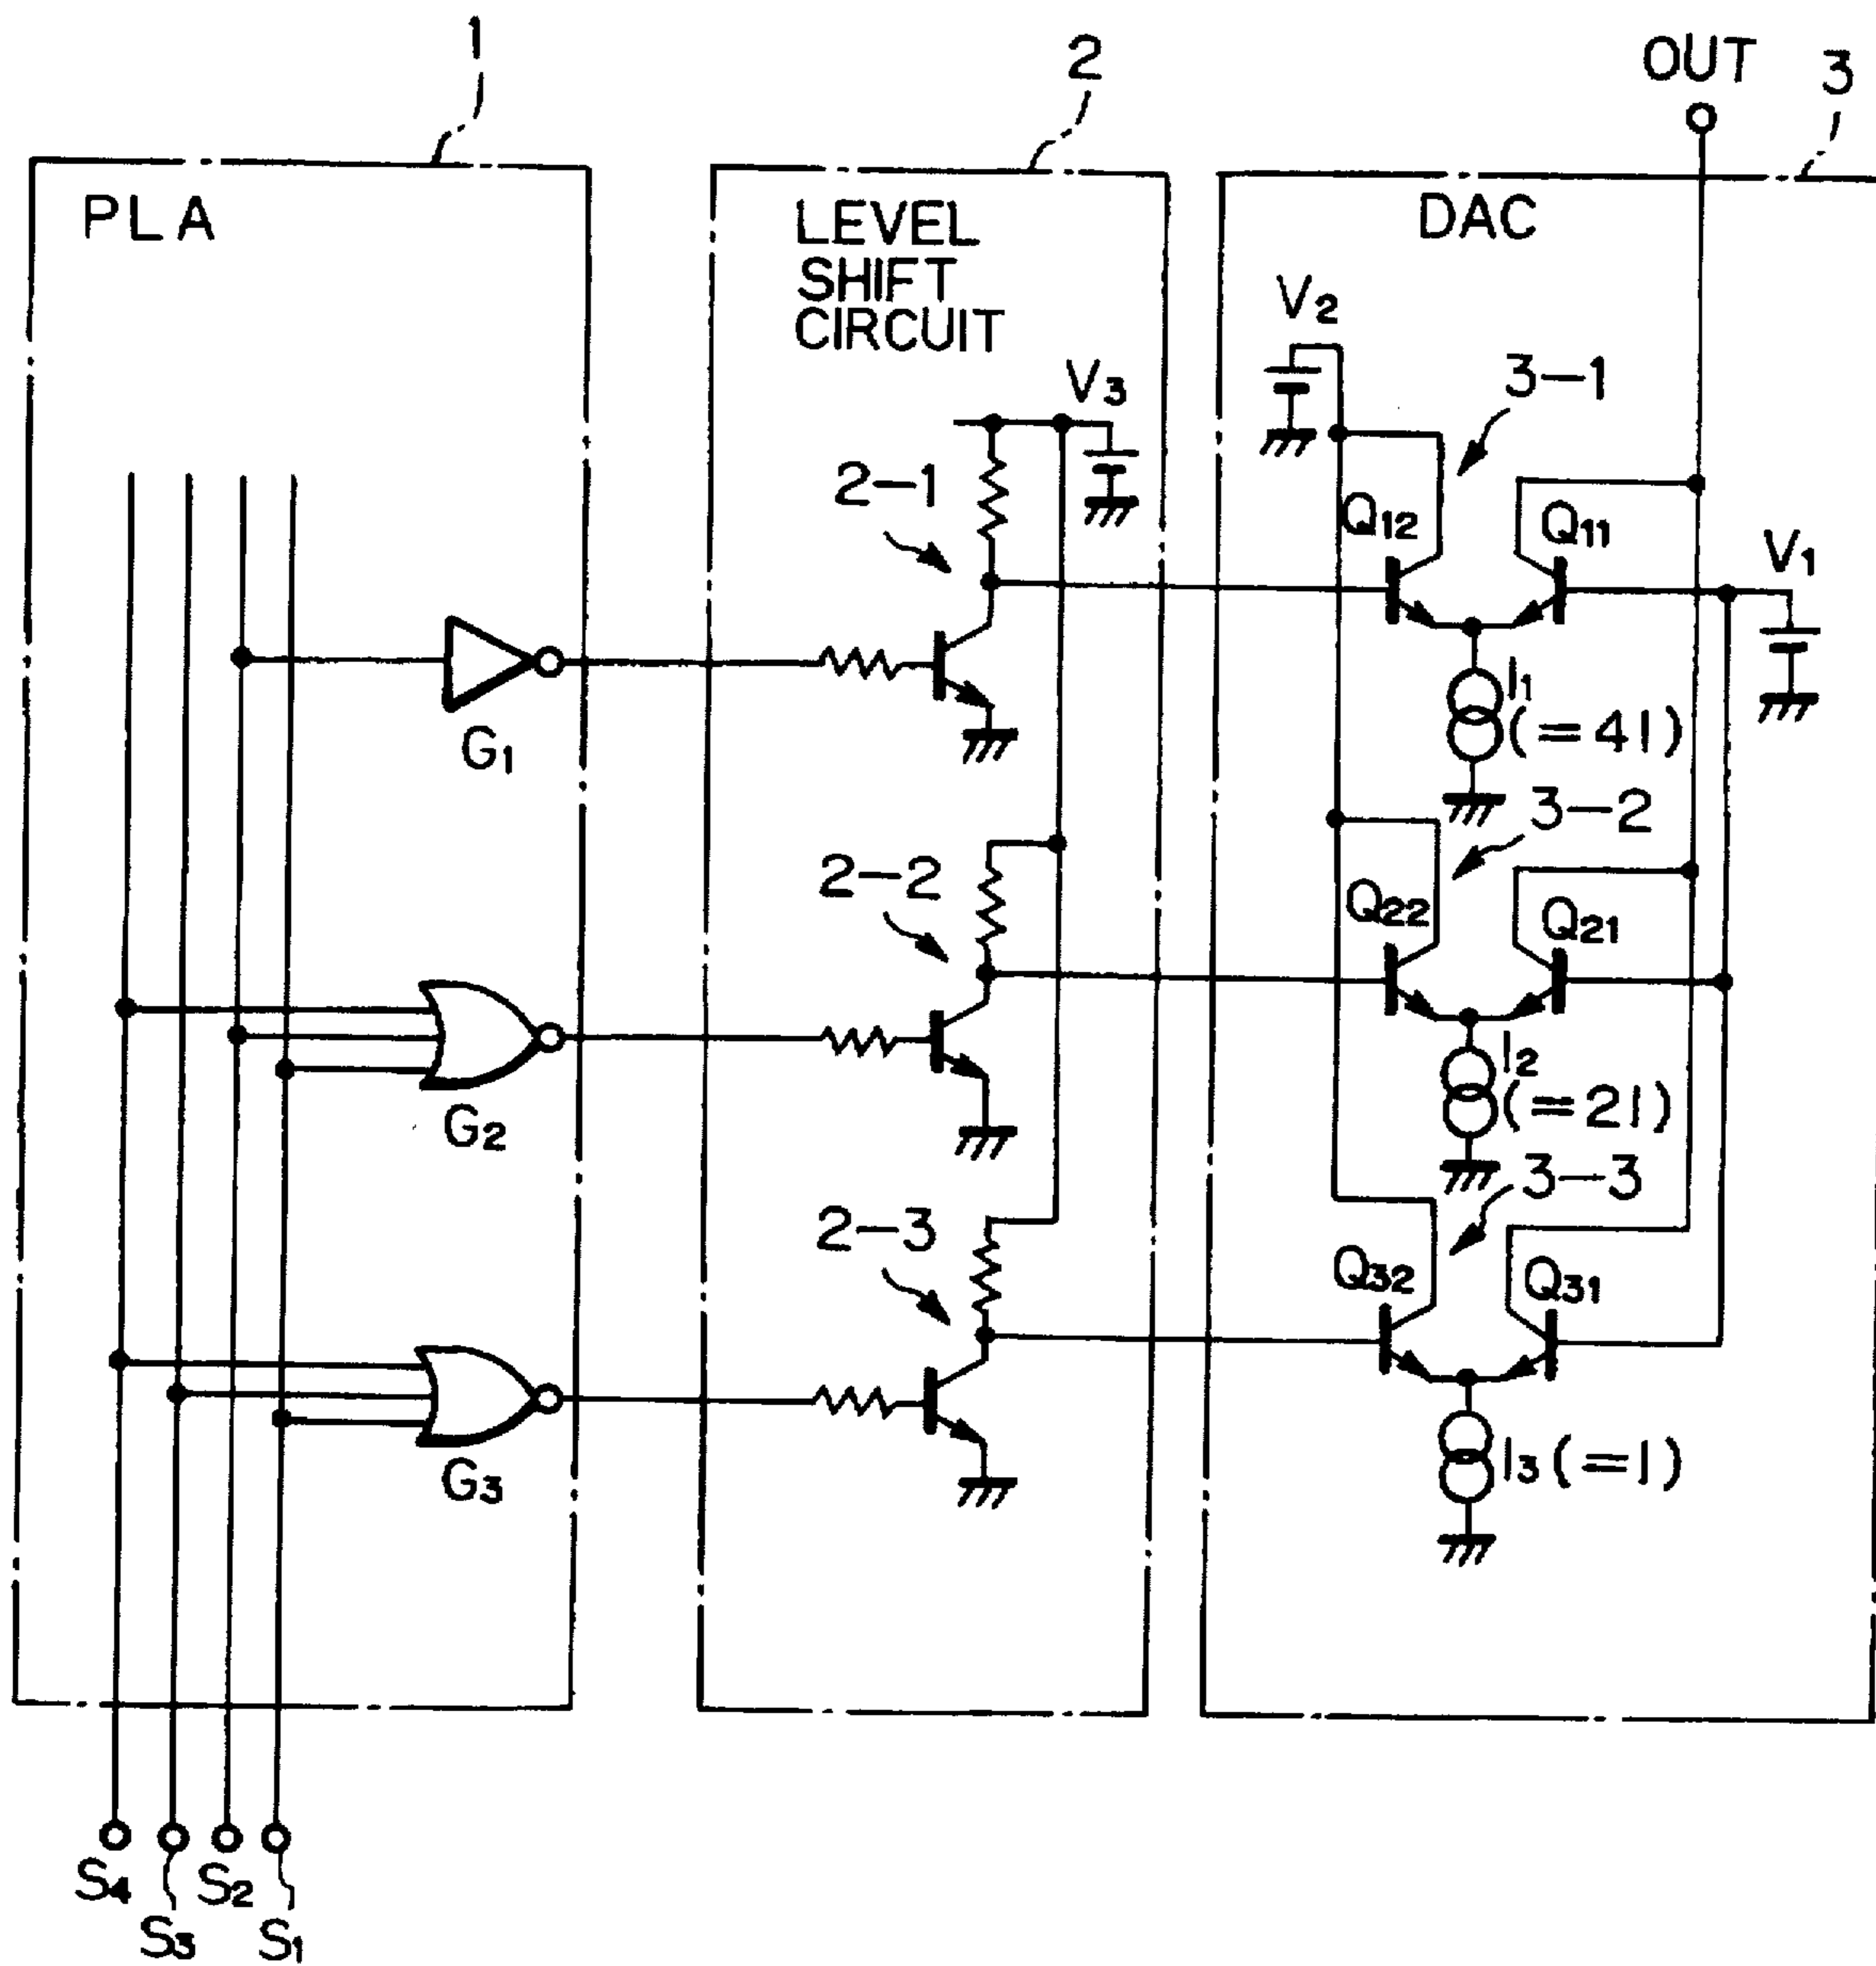 1
2
OUT
3
PLA
LEVEL
SHIFT
CIRCUIT
DAC
V2
V3
3-1
2-1
Q12
Q11
V1
G1
I1
(=4I)
3-2
2-2
Q22
Q21
G2
I2
(=2I)
3-3
2-3
Q32
Q31
G3
I3(=I)
S4
S3
S2
S1